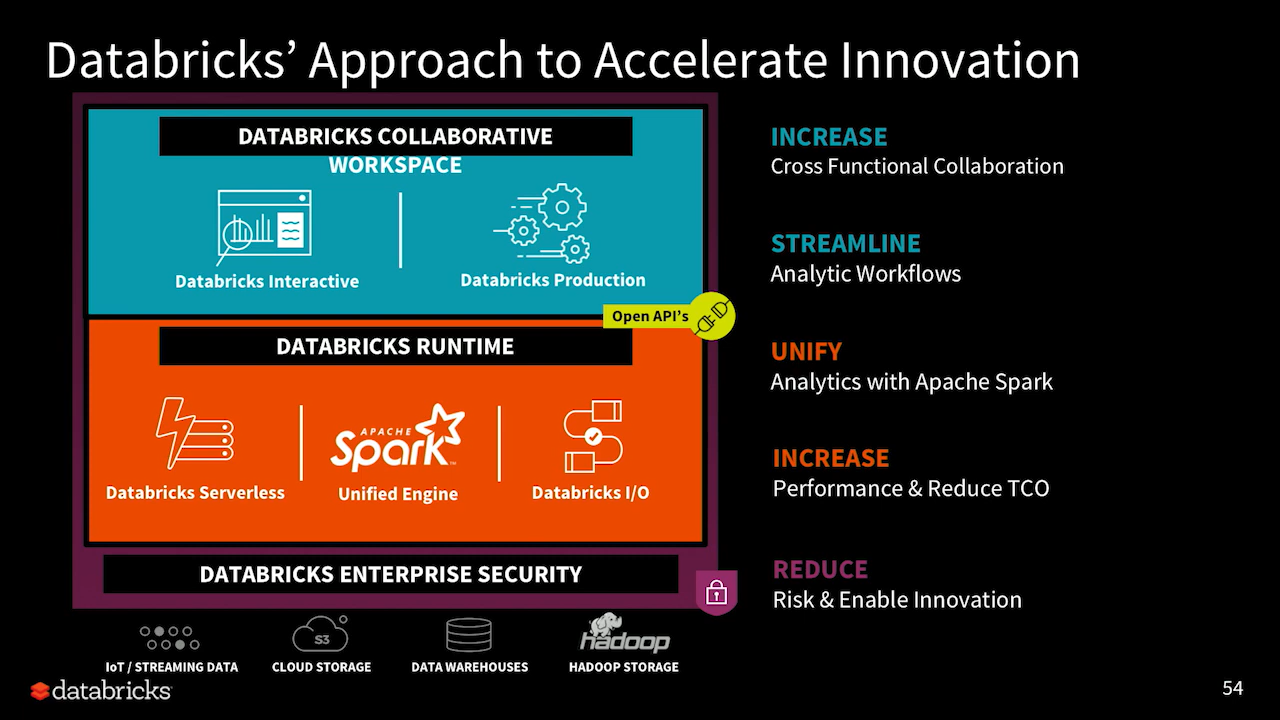 Databricks’ Approach to Accelerate Innovation
DATABRICKS COLLABORATIVE
WORKSPACE
Databricks Interactive
Databricks Production
Open API’s
DATABRICKS RUNTIME
Databricks Serverless
APACHE
Spark™
Unified Engine
Databricks I/O
DATABRICKS ENTERPRISE SECURITY
S3
hadoop
IoT / STREAMING DATA
CLOUD STORAGE
DATA WAREHOUSES
HADOOP STORAGE
INCREASE
Cross Functional Collaboration
STREAMLINE
Analytic Workflows
UNIFY
Analytics with Apache Spark
INCREASE
Performance & Reduce TCO
REDUCE
Risk & Enable Innovation
databricks
54